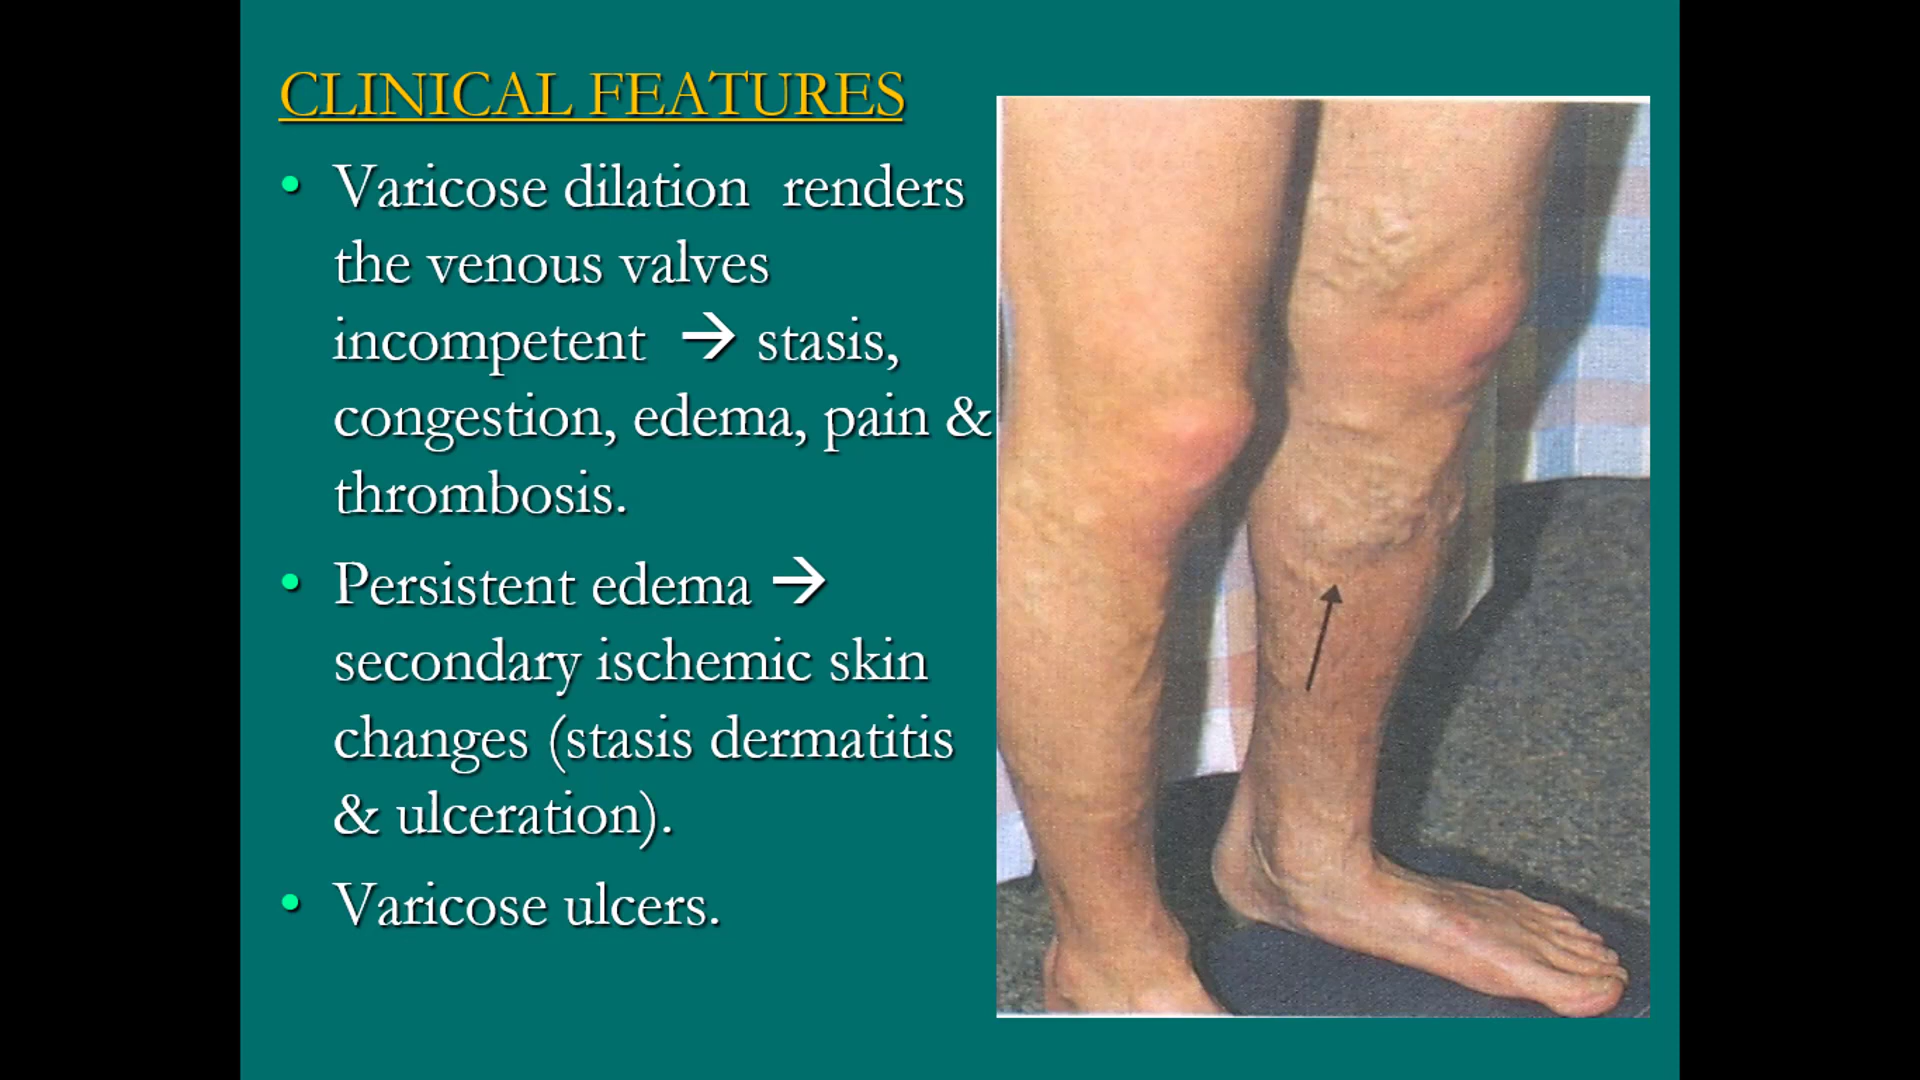 CLINICAL FEATURES
• Varicose dilation renders
the venous valves
incompetent → stasis,
congestion, edema, pain &
thrombosis.
• Persistent edema →
secondary ischemic skin
changes (stasis dermatitis
& ulceration).
• Varicose ulcers.